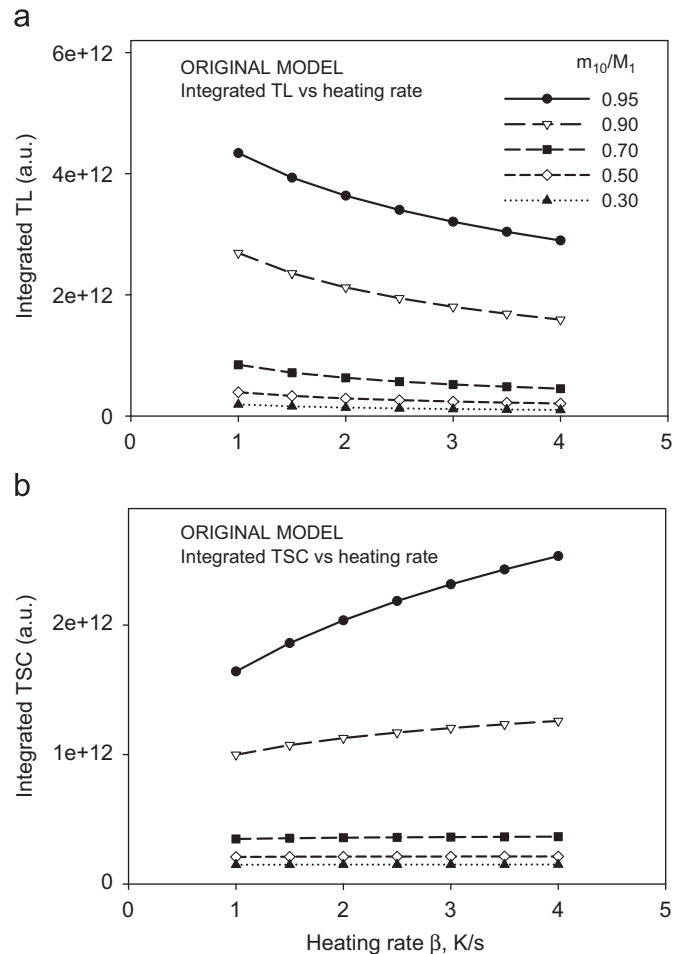 a
6e+12
4e+12
2e+12
0
Integrated TL (a.u.)
ORIGINAL MODEL
Integrated TL vs heating rate
m₁₀/M₁
0.95
0.90
0.70
0.50
0.30
0 1 2 3 4 5
b
2e+12
1e+12
0
Integrated TSC (a.u.)
ORIGINAL MODEL
Integrated TSC vs heating rate
0 1 2 3 4 5
Heating rate β, K/s